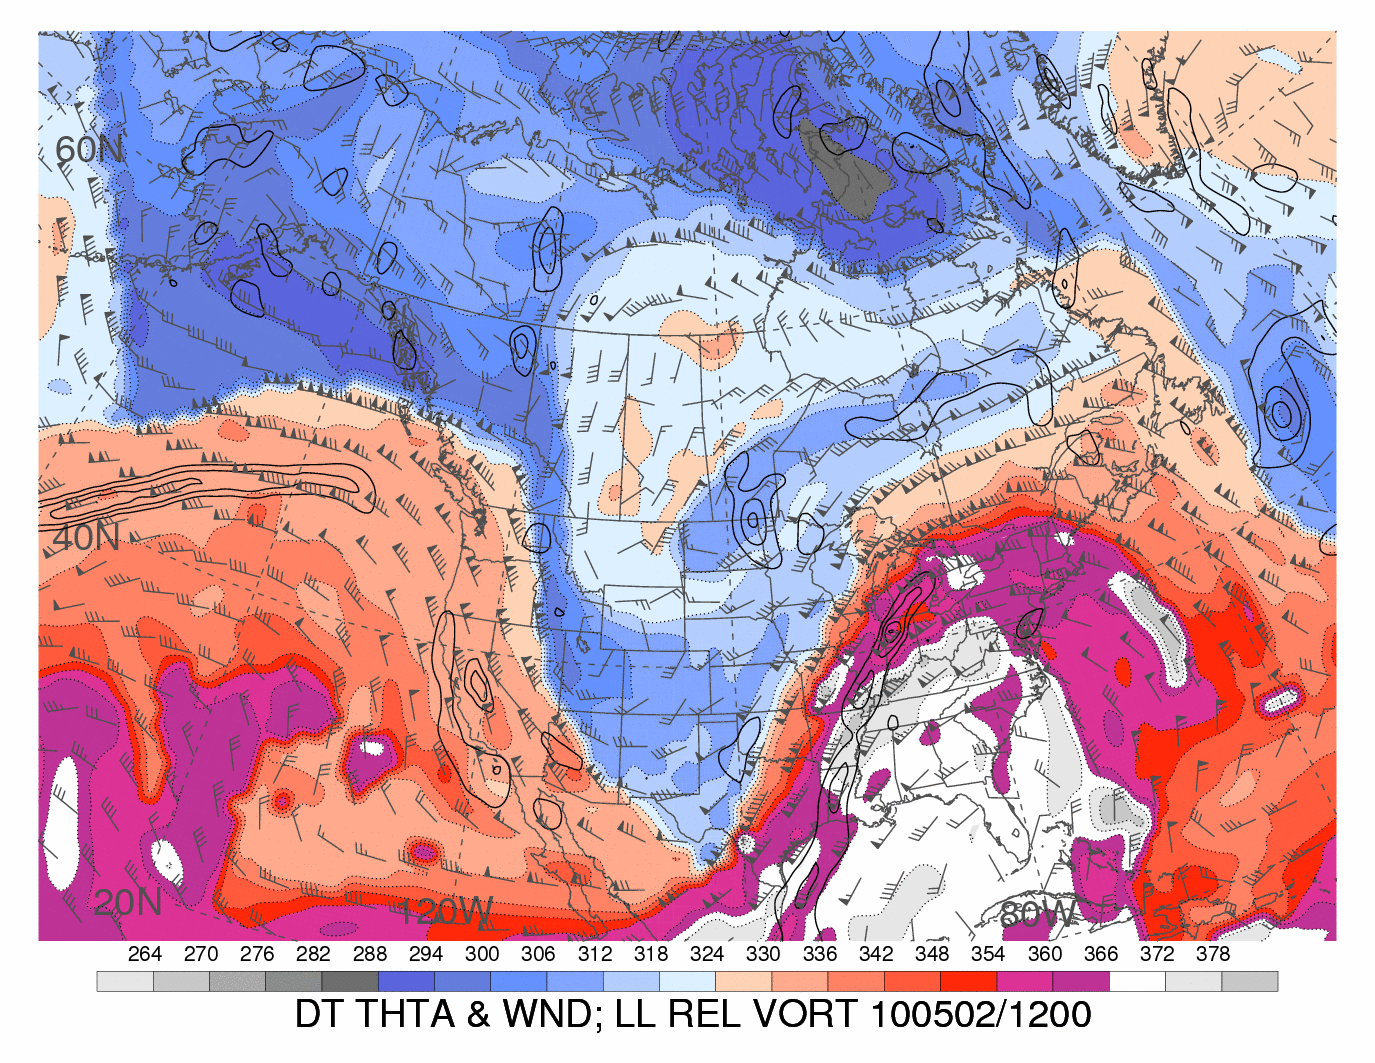 60N
40N
20N
120W
80W
264 270 276 282 288 294 300 306 312 318 324 330 336 342 348 354 360 366 372 378
DT THTA & WND; LL REL VORT 100502/1200